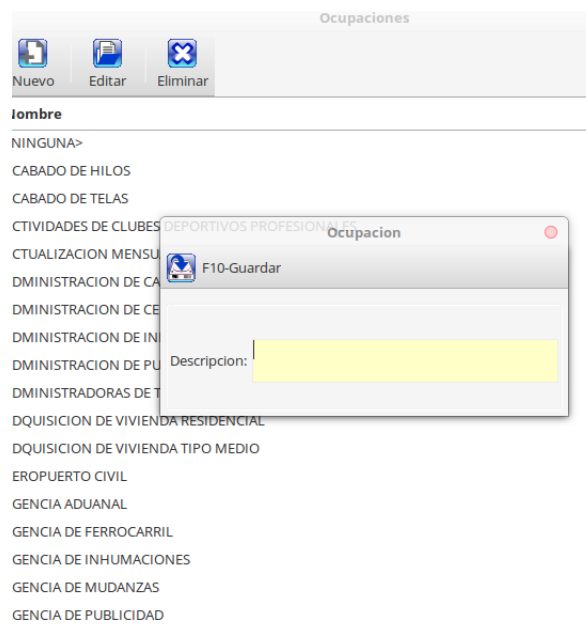 Ocupaciones
Nuevo Editar Eliminar
lombre
NINGUNA>
CABADO DE HILOS
CABADO DE TELAS
CTIVIDADES DE CLUBES DEPORTIVOS PROFESIONALES
CTUALIZACION MENSU
DMINISTRACION DE CA
DMINISTRACION DE CE
DMINISTRACION DE IN
DMINISTRACION DE PU
DMINISTRADORAS DE T
DQUISICION DE VIVIENDA RESIDENCIAL
DQUISICION DE VIVIENDA TIPO MEDIO
EROPUERTO CIVIL
GENCIA ADUANAL
GENCIA DE FERROCARRIL
GENCIA DE INHUMACIONES
GENCIA DE MUDANZAS
GENCIA DE PUBLICIDAD
Ocupacion
F10-Guardar
Descripcion: